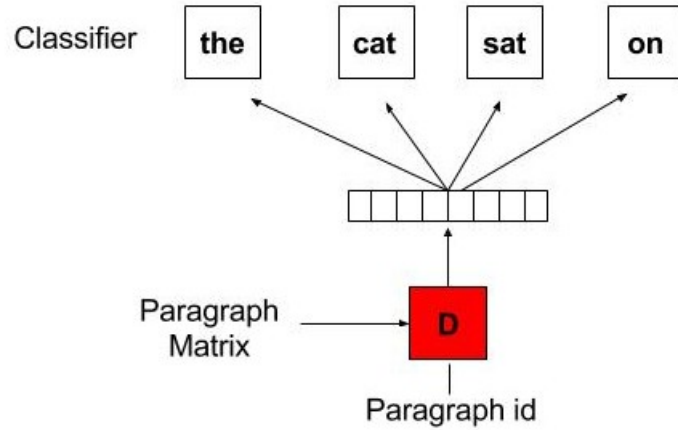 Classifier
the
cat
sat
on
D
Paragraph
Matrix
Paragraph id